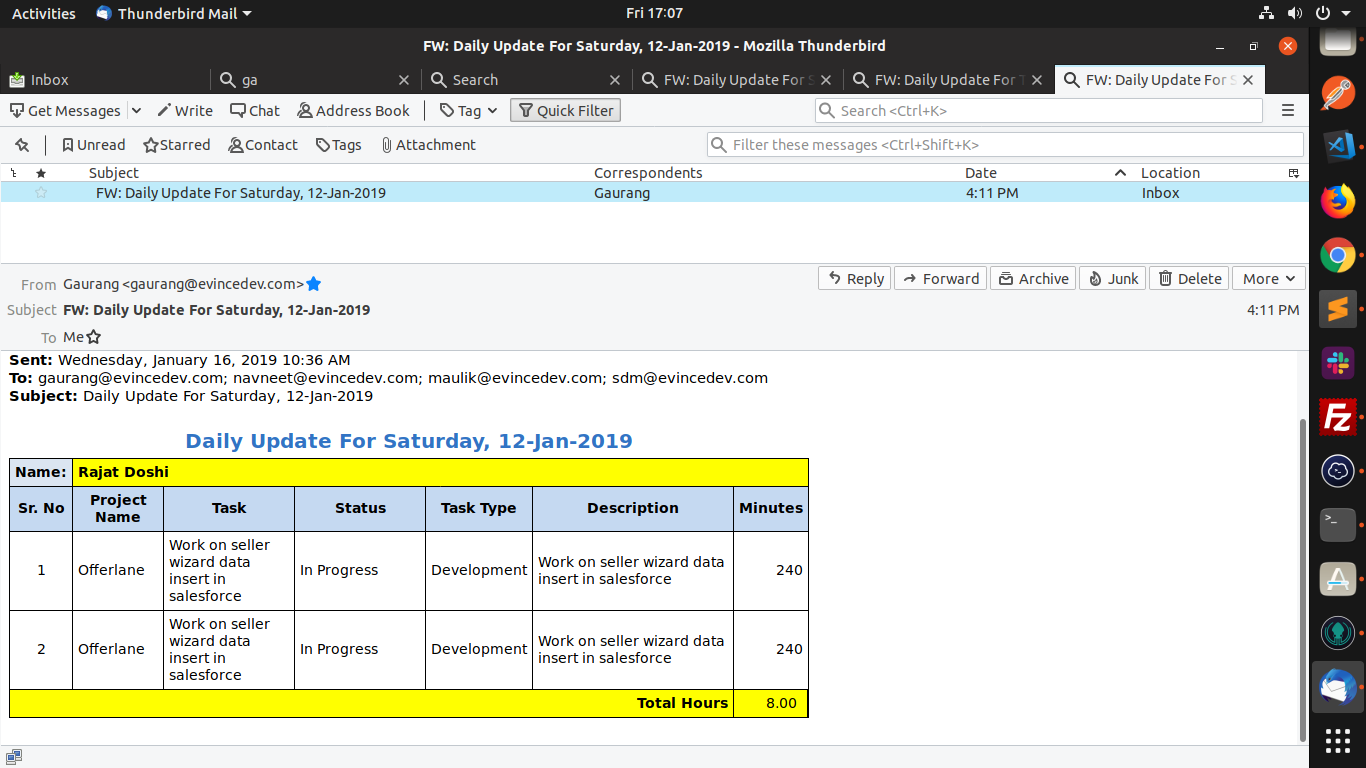 Activities Thunderbird Mail Fri 17:07
FW: Daily Update For Saturday, 12-Jan-2019 - Mozilla Thunderbird
Inbox ga Search FW: Daily Update For S FW: Daily Update For T FW: Daily Update For S
Get Messages Write Chat Address Book Tag Quick Filter Search <Ctrl+K>
Unread Starred Contact Tags Attachment Filter these messages <Ctrl+Shift+K>
Subject Correspondents Date Location
FW: Daily Update For Saturday, 12-Jan-2019 Gaurang 4:11 PM Inbox
From Gaurang <gaurang@evincedev.com> Reply Forward Archive Junk Delete More
Subject FW: Daily Update For Saturday, 12-Jan-2019 4:11 PM
To Me
Sent: Wednesday, January 16, 2019 10:36 AM
To: gaurang@evincedev.com; navneet@evincedev.com; maulik@evincedev.com; sdm@evincedev.com
Subject: Daily Update For Saturday, 12-Jan-2019
Daily Update For Saturday, 12-Jan-2019
Name: Rajat Doshi
Sr. No Project Name Task Status Task Type Description Minutes
1 Offerlane Work on seller wizard data insert in salesforce In Progress Development Work on seller wizard data insert in salesforce 240
2 Offerlane Work on seller wizard data insert in salesforce In Progress Development Work on seller wizard data insert in salesforce 240
Total Hours 8.00